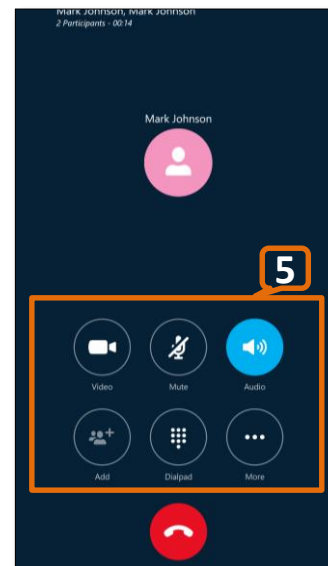 Mark Johnson, Mark Johnson
2 Participants - 00:14
Mark Johnson
5
Video Mute Audio
Add Dialpad More